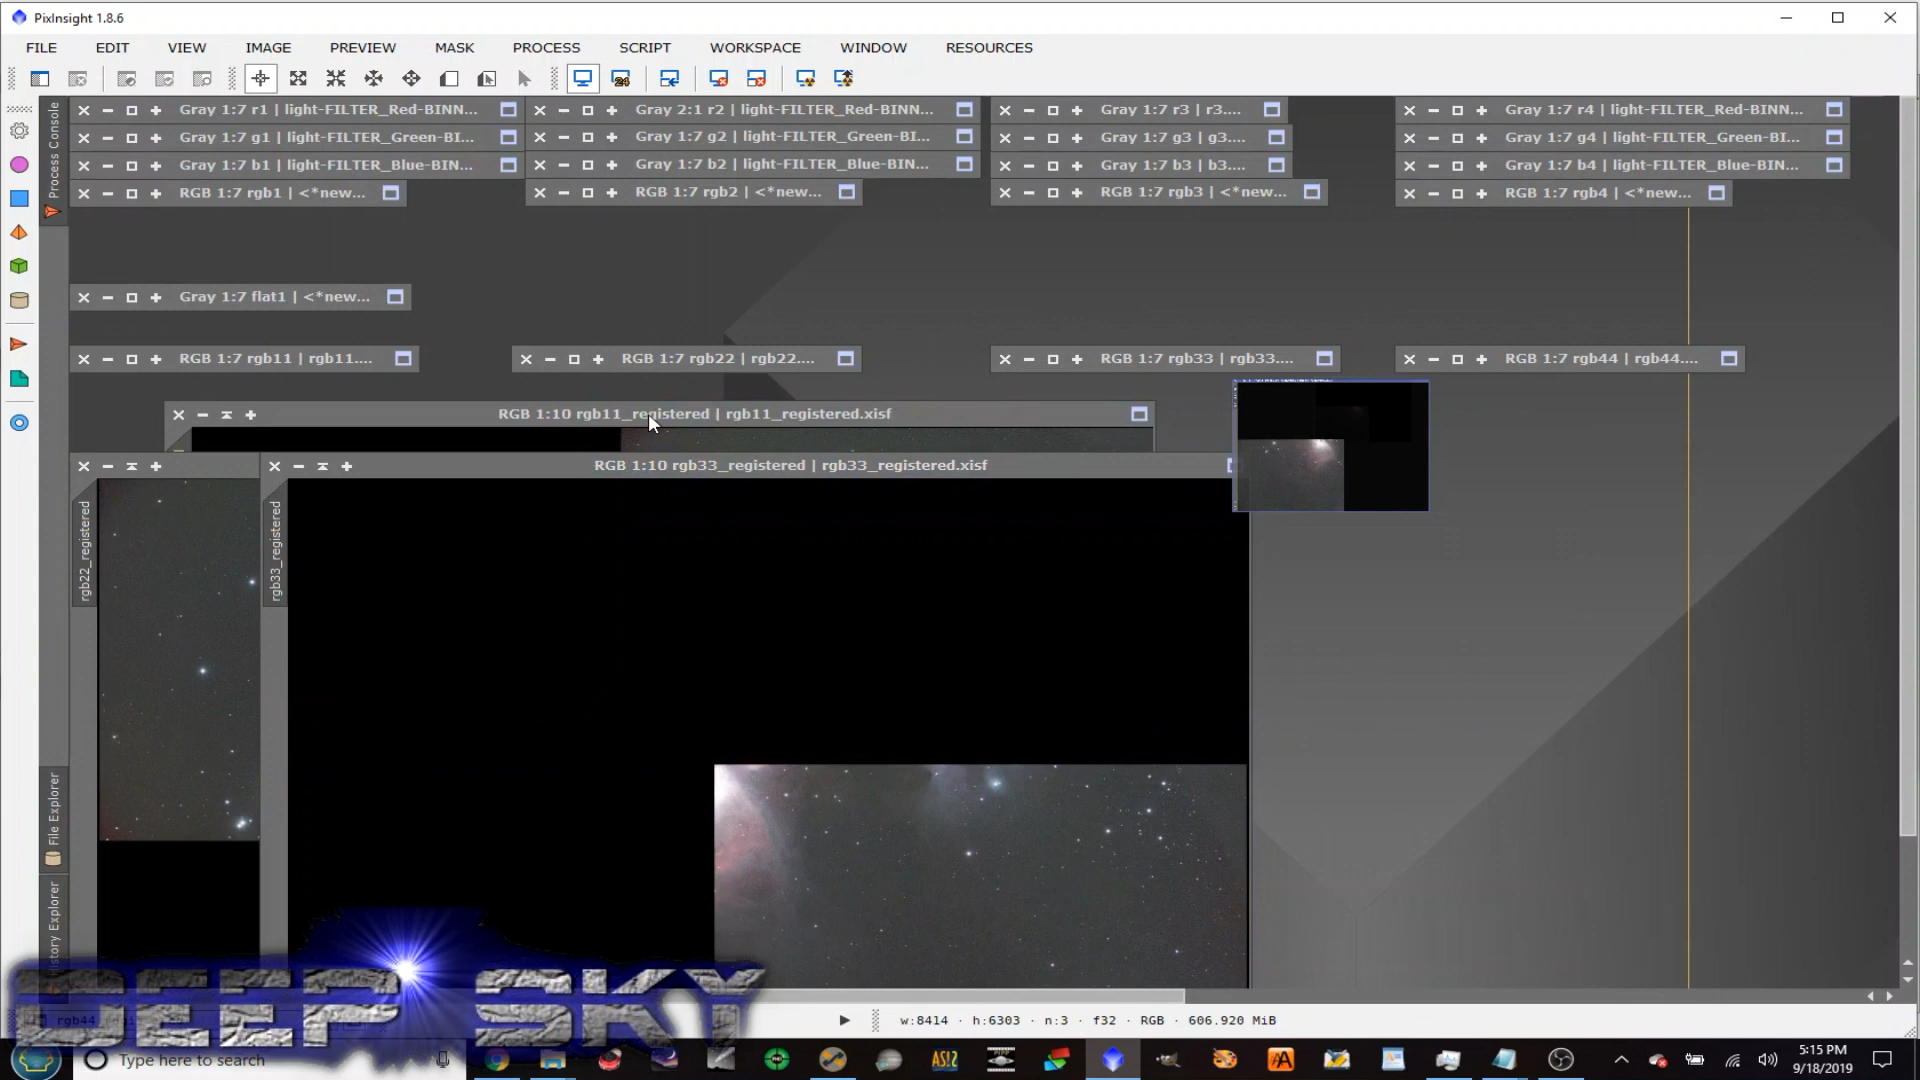 PixInsight 1.8.6
FILE EDIT VIEW IMAGE PREVIEW MASK PROCESS SCRIPT WORKSPACE WINDOW RESOURCES
24
Process Console
Gray 1:7 r1 | light-FILTER_Red-BINN...
Gray 2:1 r2 | light-FILTER_Red-BINN...
Gray 1:7 r3 | r3....
Gray 1:7 r4 | light-FILTER_Red-BINN...
Gray 1:7 g1 | light-FILTER_Green-BI...
Gray 1:7 g2 | light-FILTER_Green-BI...
Gray 1:7 g3 | g3....
Gray 1:7 g4 | light-FILTER_Green-BI...
Gray 1:7 b1 | light-FILTER_Blue-BIN...
Gray 1:7 b2 | light-FILTER_Blue-BIN...
Gray 1:7 b3 | b3....
Gray 1:7 b4 | light-FILTER_Blue-BIN...
RGB 1:7 rgb1 | <*new...
RGB 1:7 rgb2 | <*new...
RGB 1:7 rgb3 | <*new...
RGB 1:7 rgb4 | <*new...
Gray 1:7 flat1 | <*new...
RGB 1:7 rgb11 | rgb11....
RGB 1:7 rgb22 | rgb22....
RGB 1:7 rgb33 | rgb33....
RGB 1:7 rgb44 | rgb44....
RGB 1:10 rgb11_registered | rgb11_registered.xisf
RGB 1:10 rgb33_registered | rgb33_registered.xisf
rgb22_registered
rgb33_registered
File Explorer
History Explorer
DEEP SKY
rgb44
w:8414 · h:6303 · n:3 · f32 · RGB · 606.920 MiB
Type here to search
AS!2
5:15 PM
9/18/2019